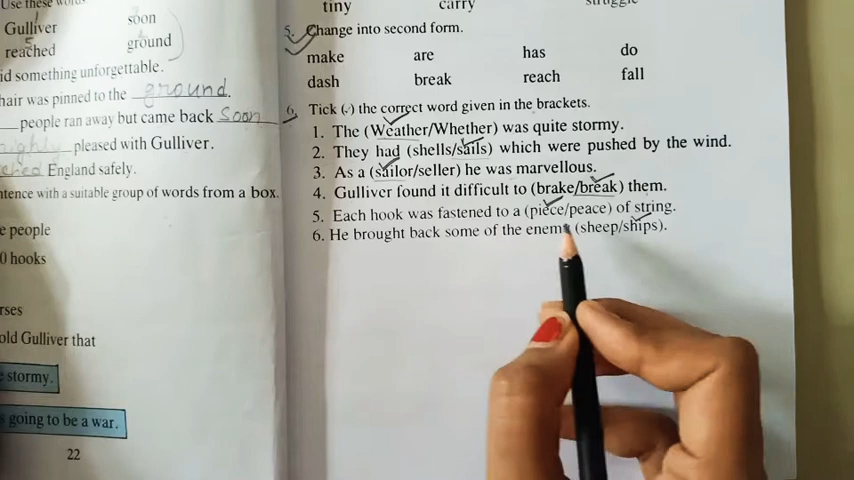 Use these words
Gulliver soon
reached ground
id something unforgettable.
hair was pinned to the ground.
people ran away but came back soon
highly pleased with Gulliver.
ched England safely.
ntence with a suitable group of words from a box.
e people
0 hooks
rses
old Gulliver that
e stormy.
s going to be a war.
22
tiny carry struggle
5. Change into second form.
make are has do
dash break reach fall
6. Tick (✓) the correct word given in the brackets.
1. The (Weather/Whether) was quite stormy.
2. They had (shells/sails) which were pushed by the wind.
3. As a (sailor/seller) he was marvellous.
4. Gulliver found it difficult to (brake/break) them.
5. Each hook was fastened to a (piece/peace) of string.
6. He brought back some of the enemy (sheep/ships).